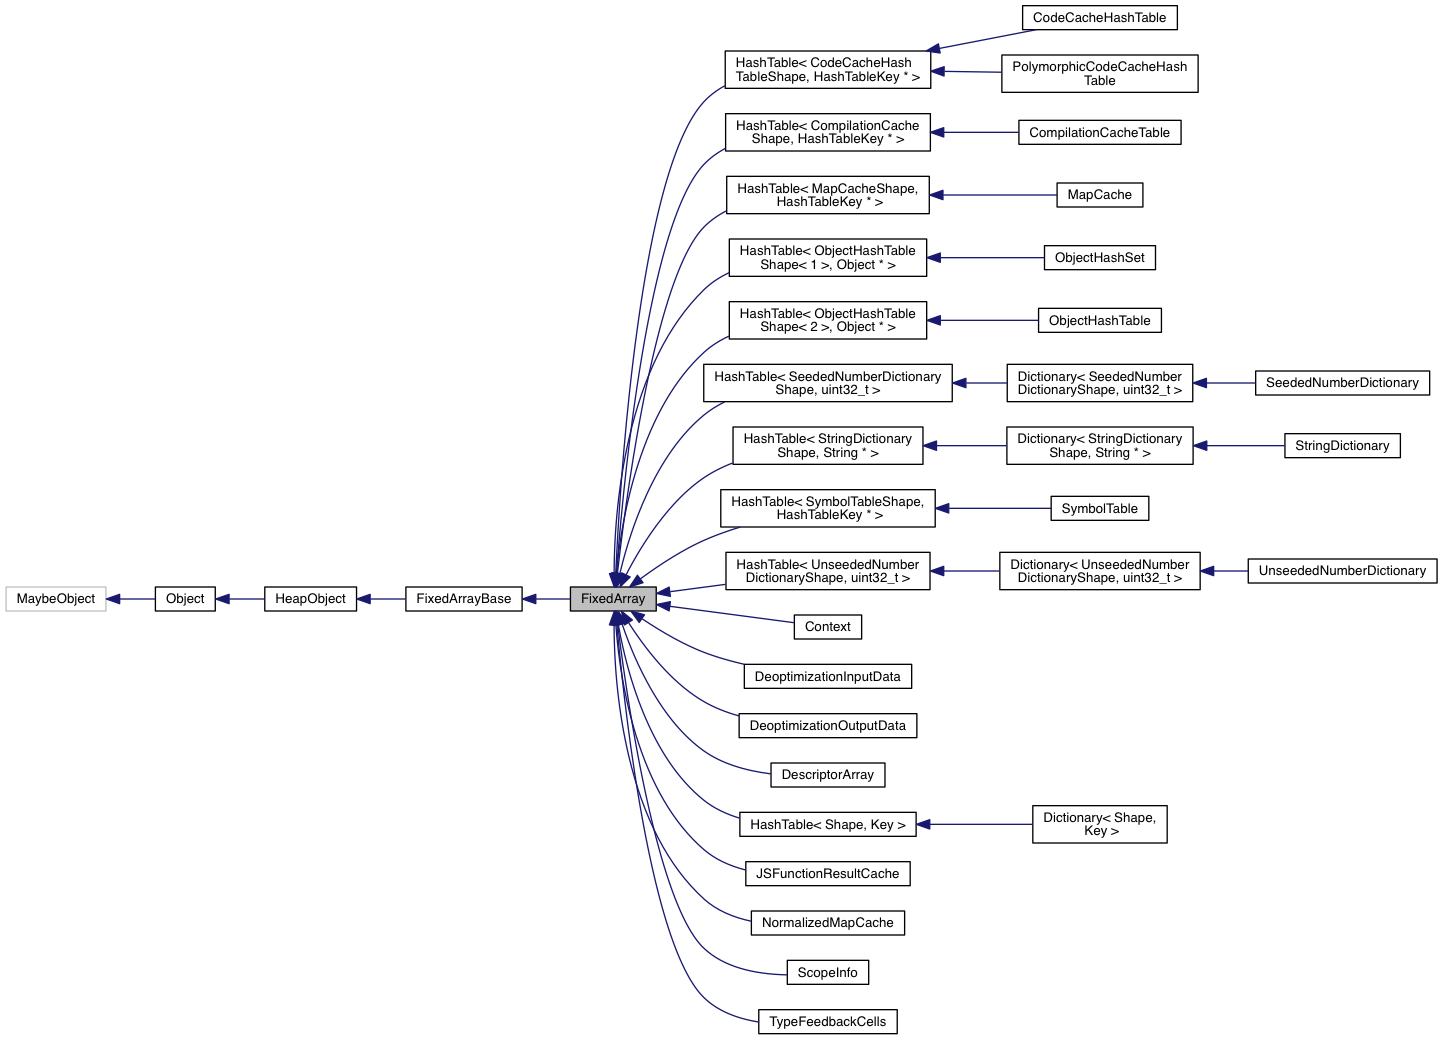 CodeCacheHashTable
HashTable< CodeCacheHash
TableShape, HashTableKey * >
PolymorphicCodeCacheHash
Table
HashTable< CompilationCache
Shape, HashTableKey * >
CompilationCacheTable
HashTable< MapCacheShape,
HashTableKey * >
MapCache
HashTable< ObjectHashTable
Shape< 1 >, Object * >
ObjectHashSet
HashTable< ObjectHashTable
Shape< 2 >, Object * >
ObjectHashTable
HashTable< SeededNumberDictionary
Shape, uint32_t >
Dictionary< SeededNumber
DictionaryShape, uint32_t >
SeededNumberDictionary
HashTable< StringDictionary
Shape, String * >
Dictionary< StringDictionary
Shape, String * >
StringDictionary
HashTable< SymbolTableShape,
HashTableKey * >
SymbolTable
HashTable< UnseededNumber
DictionaryShape, uint32_t >
Dictionary< UnseededNumber
DictionaryShape, uint32_t >
UnseededNumberDictionary
MaybeObject
Object
HeapObject
FixedArrayBase
FixedArray
Context
DeoptimizationInputData
DeoptimizationOutputData
DescriptorArray
HashTable< Shape, Key >
Dictionary< Shape,
Key >
JSFunctionResultCache
NormalizedMapCache
ScopeInfo
TypeFeedbackCells